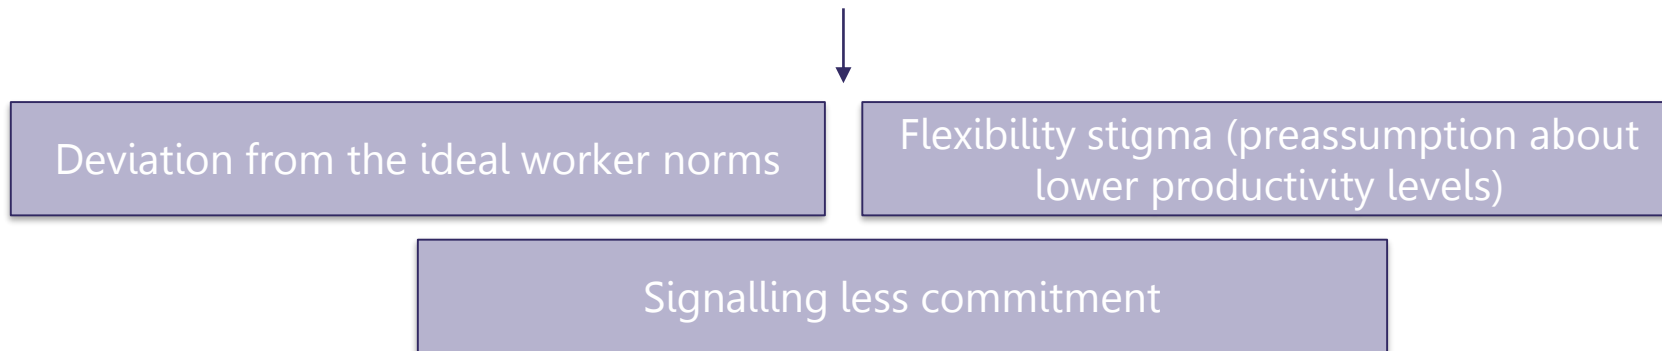 Deviation from the ideal worker norms
Flexibility stigma (preassumption about
lower productivity levels)
Signalling less commitment